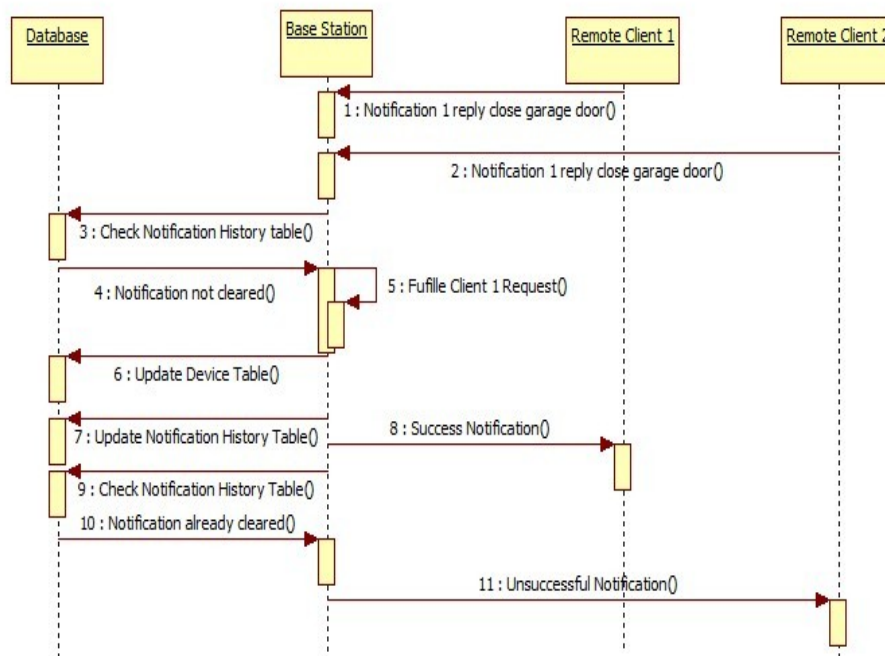 Database
Base Station
Remote Client 1
Remote Client 2
1 : Notification 1 reply close garage door()
2 : Notification 1 reply close garage door()
3 : Check Notification History table()
4 : Notification not cleared()
5 : Fufille Client 1 Request()
6 : Update Device Table()
7 : Update Notification History Table()
8 : Success Notification()
9 : Check Notification History Table()
10 : Notification already cleared()
11 : Unsuccessful Notification()